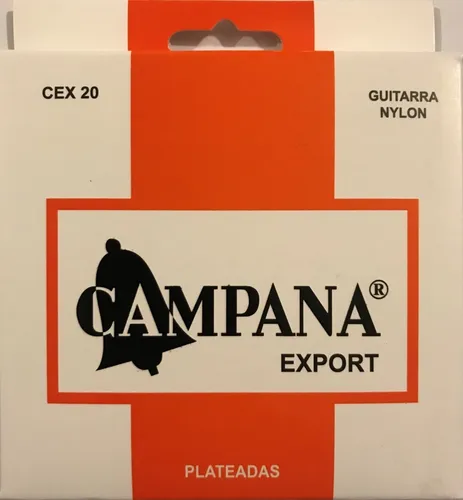 CEX 20
GUITARRA
NYLON
CAMPANA®
EXPORT
PLATEADAS